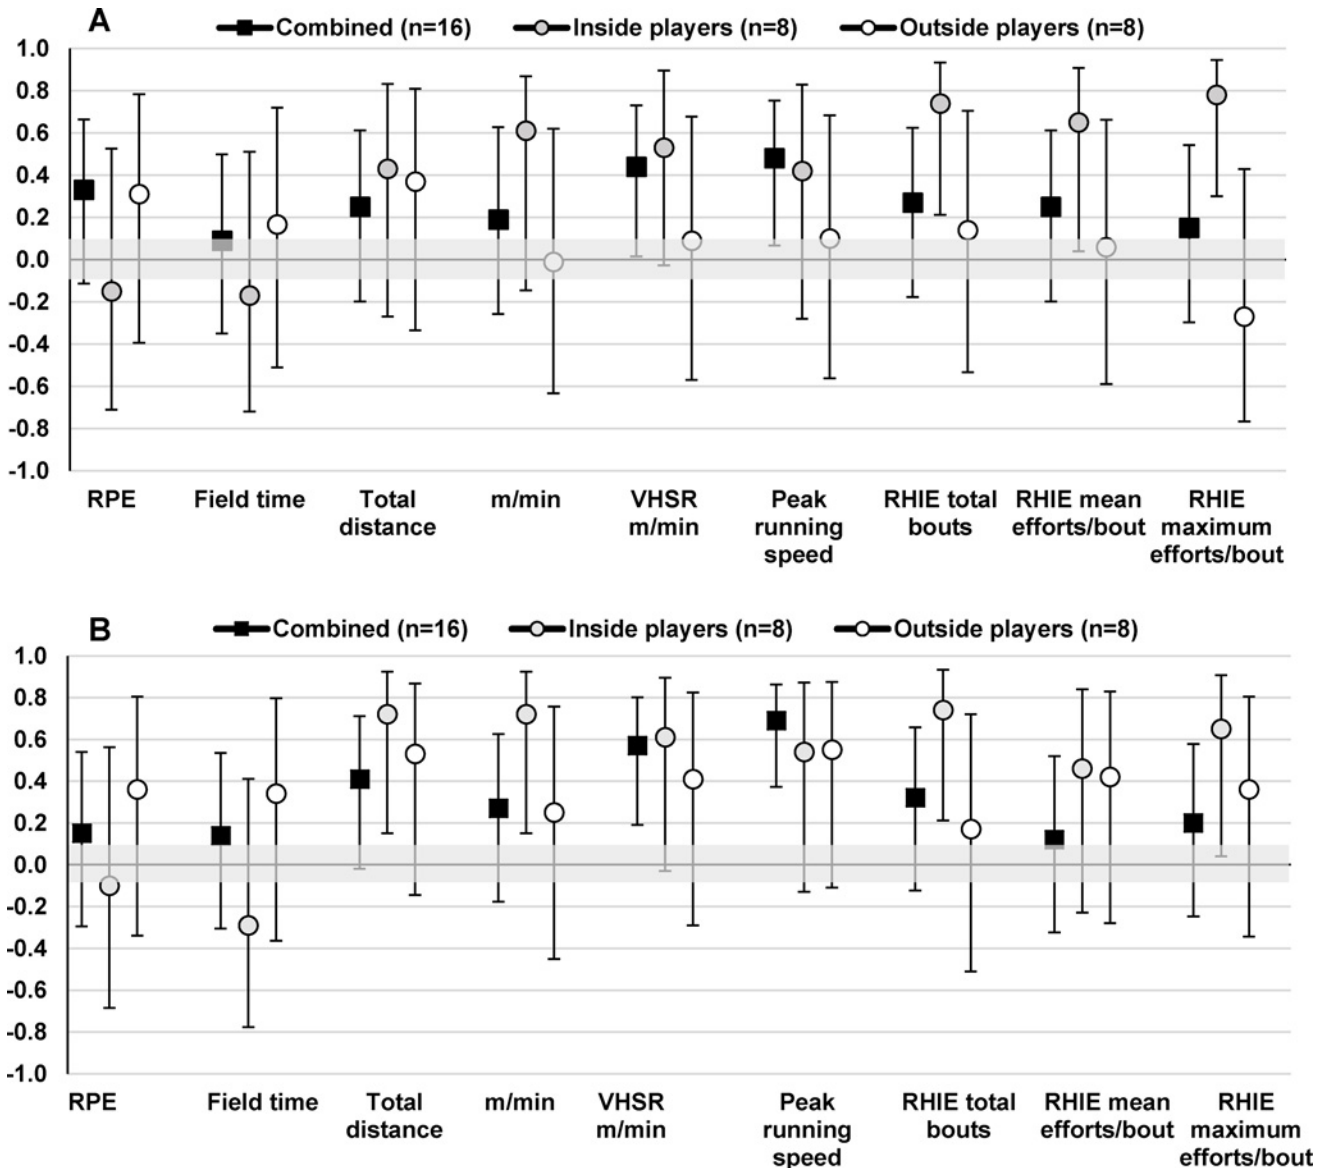 A
Combined (n=16) Inside players (n=8) Outside players (n=8)
1.0
0.8
0.6
0.4
0.2
0.0
-0.2
-0.4
-0.6
-0.8
-1.0
RPE Field time Total m/min VHSR Peak RHIE total RHIE mean RHIE
distance m/min running bouts efforts/bout maximum
speed efforts/bout
B
Combined (n=16) Inside players (n=8) Outside players (n=8)
1.0
0.8
0.6
0.4
0.2
0.0
-0.2
-0.4
-0.6
-0.8
-1.0
RPE Field time Total m/min VHSR Peak RHIE total RHIE mean RHIE
distance m/min running bouts efforts/bout maximum
speed efforts/bout